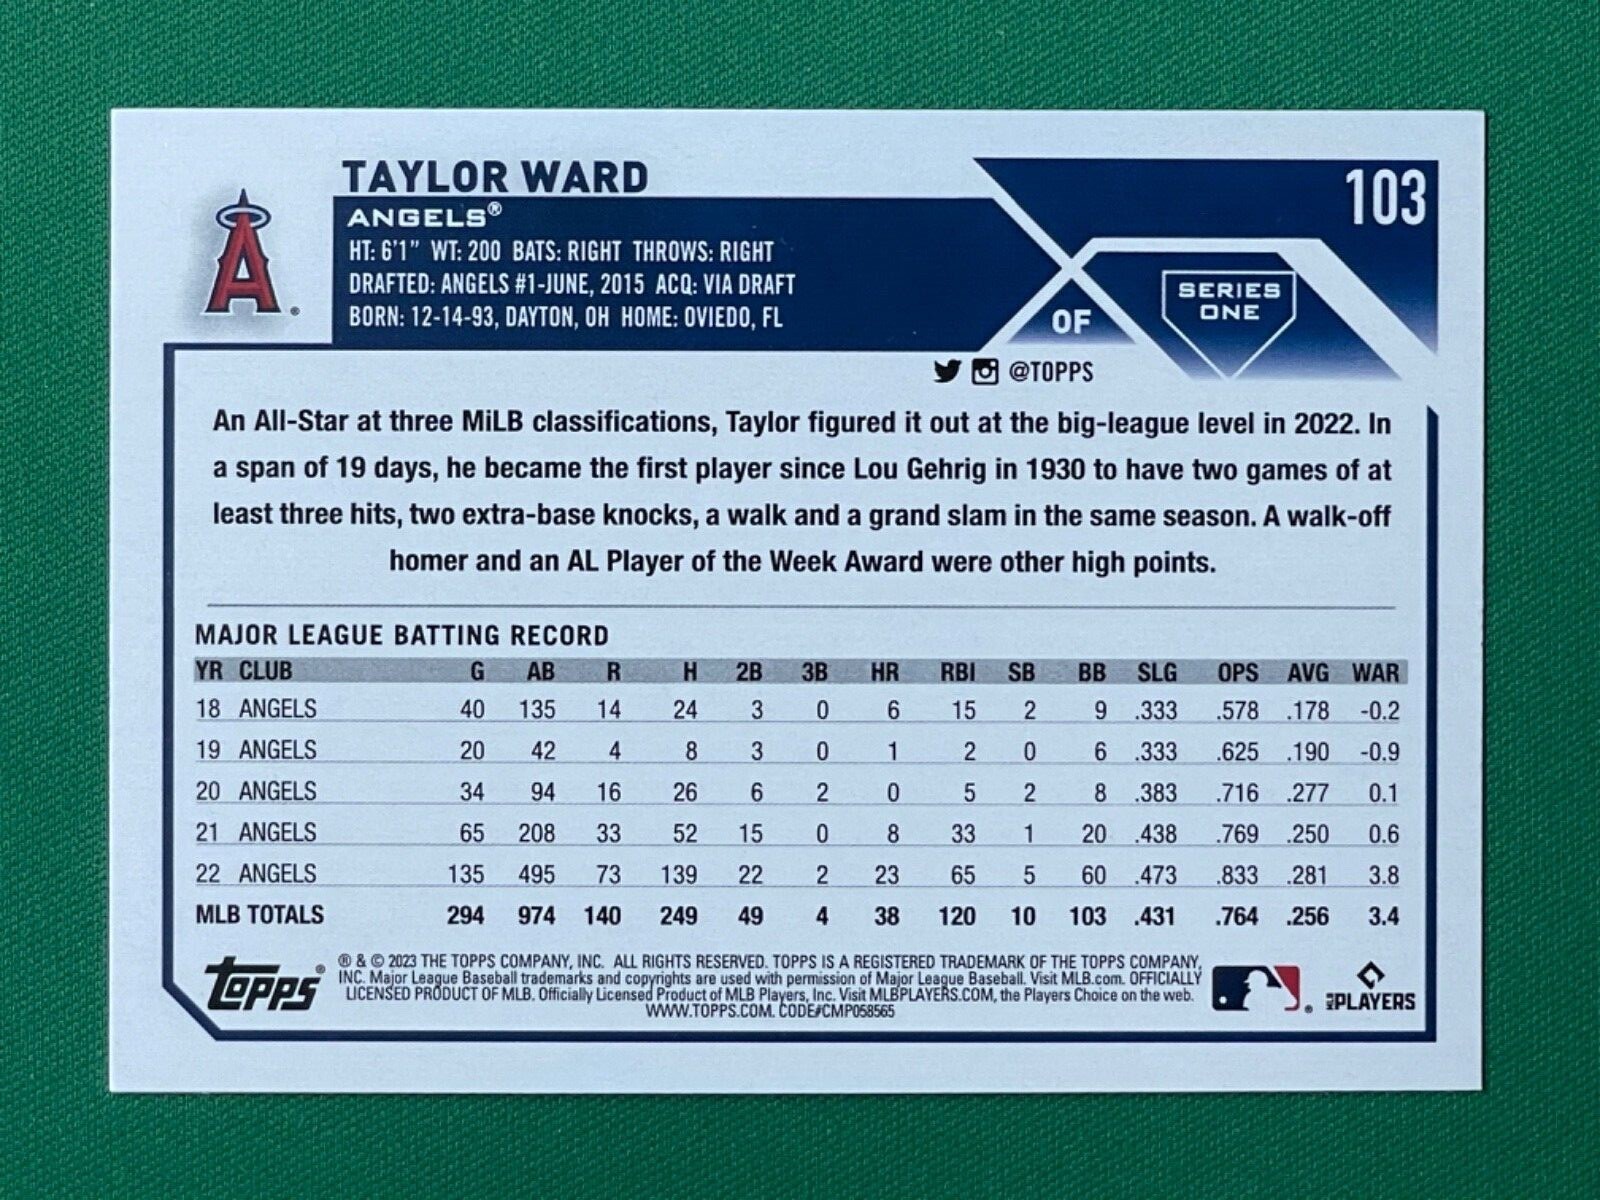 TAYLOR WARD
103
ANGELS®
HT: 6'1" WT: 200 BATS: RIGHT THROWS: RIGHT
DRAFTED: ANGELS #1-JUNE, 2015 ACQ: VIA DRAFT
BORN: 12-14-93, DAYTON, OH HOME: OVIEDO, FL
A®
OF
SERIES
ONE
@TOPPS
An All-Star at three MiLB classifications, Taylor figured it out at the big-league level in 2022. In
a span of 19 days, he became the first player since Lou Gehrig in 1930 to have two games of at
least three hits, two extra-base knocks, a walk and a grand slam in the same season. A walk-off
homer and an AL Player of the Week Award were other high points.
MAJOR LEAGUE BATTING RECORD
YR CLUB G AB R H 2B 3B HR RBI SB BB SLG OPS AVG WAR
18 ANGELS 40 135 14 24 3 0 6 15 2 9 .333 .578 .178 -0.2
19 ANGELS 20 42 4 8 3 0 1 2 0 6 .333 .625 .190 -0.9
20 ANGELS 34 94 16 26 6 2 0 5 2 8 .383 .716 .277 0.1
21 ANGELS 65 208 33 52 15 0 8 33 1 20 .438 .769 .250 0.6
22 ANGELS 135 495 73 139 22 2 23 65 5 60 .473 .833 .281 3.8
MLB TOTALS 294 974 140 249 49 4 38 120 10 103 .431 .764 .256 3.4
topps®
® & © 2023 THE TOPPS COMPANY, INC. ALL RIGHTS RESERVED. TOPPS IS A REGISTERED TRADEMARK OF THE TOPPS COMPANY,
INC. Major League Baseball trademarks and copyrights are used with permission of Major League Baseball. Visit MLB.com. OFFICIALLY
LICENSED PRODUCT OF MLB. Officially Licensed Product of MLB Players, Inc. Visit MLBPLAYERS.COM, the Players Choice on the web.
WWW.TOPPS.COM. CODE#CMP058565
®
MLB PLAYERS